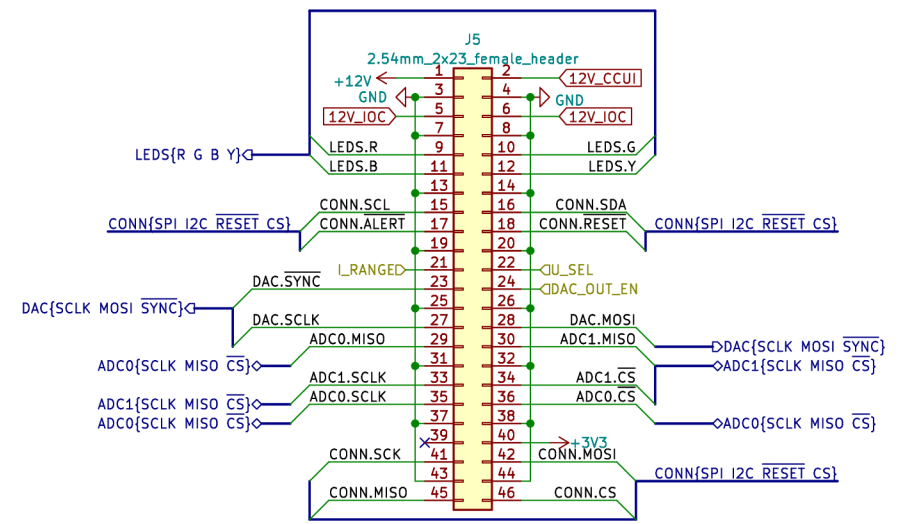 J5
2.54mm_2x23_female_header
+12V 1 2 12V_CCUI
GND 3 4 GND
12V_IOC 5 6 12V_IOC
7 8
LEDS{R G B Y} LEDS.R 9 10 LEDS.G
LEDS.B 11 12 LEDS.Y
13 14
CONN.SCL 15 16 CONN.SDA
CONN{SPI I2C RESET CS} CONN.ALERT 17 18 CONN.RESET CONN{SPI I2C RESET CS}
19 20
I_RANGE 21 22 U_SEL
DAC.SYNC 23 24 DAC_OUT_EN
DAC{SCLK MOSI SYNC} 25 26
DAC.SCLK 27 28 DAC.MOSI
ADC0.MISO 29 30 ADC1.MISO DAC{SCLK MOSI SYNC}
ADC0{SCLK MISO CS} 31 32 ADC1{SCLK MISO CS}
ADC1.SCLK 33 34 ADC1.CS
ADC1{SCLK MISO CS} ADC0.SCLK 35 36 ADC0.CS
ADC0{SCLK MISO CS} 37 38 ADC0{SCLK MISO CS}
39 40 +3V3
CONN.SCK 41 42 CONN.MOSI
43 44 CONN{SPI I2C RESET CS}
CONN.MISO 45 46 CONN.CS